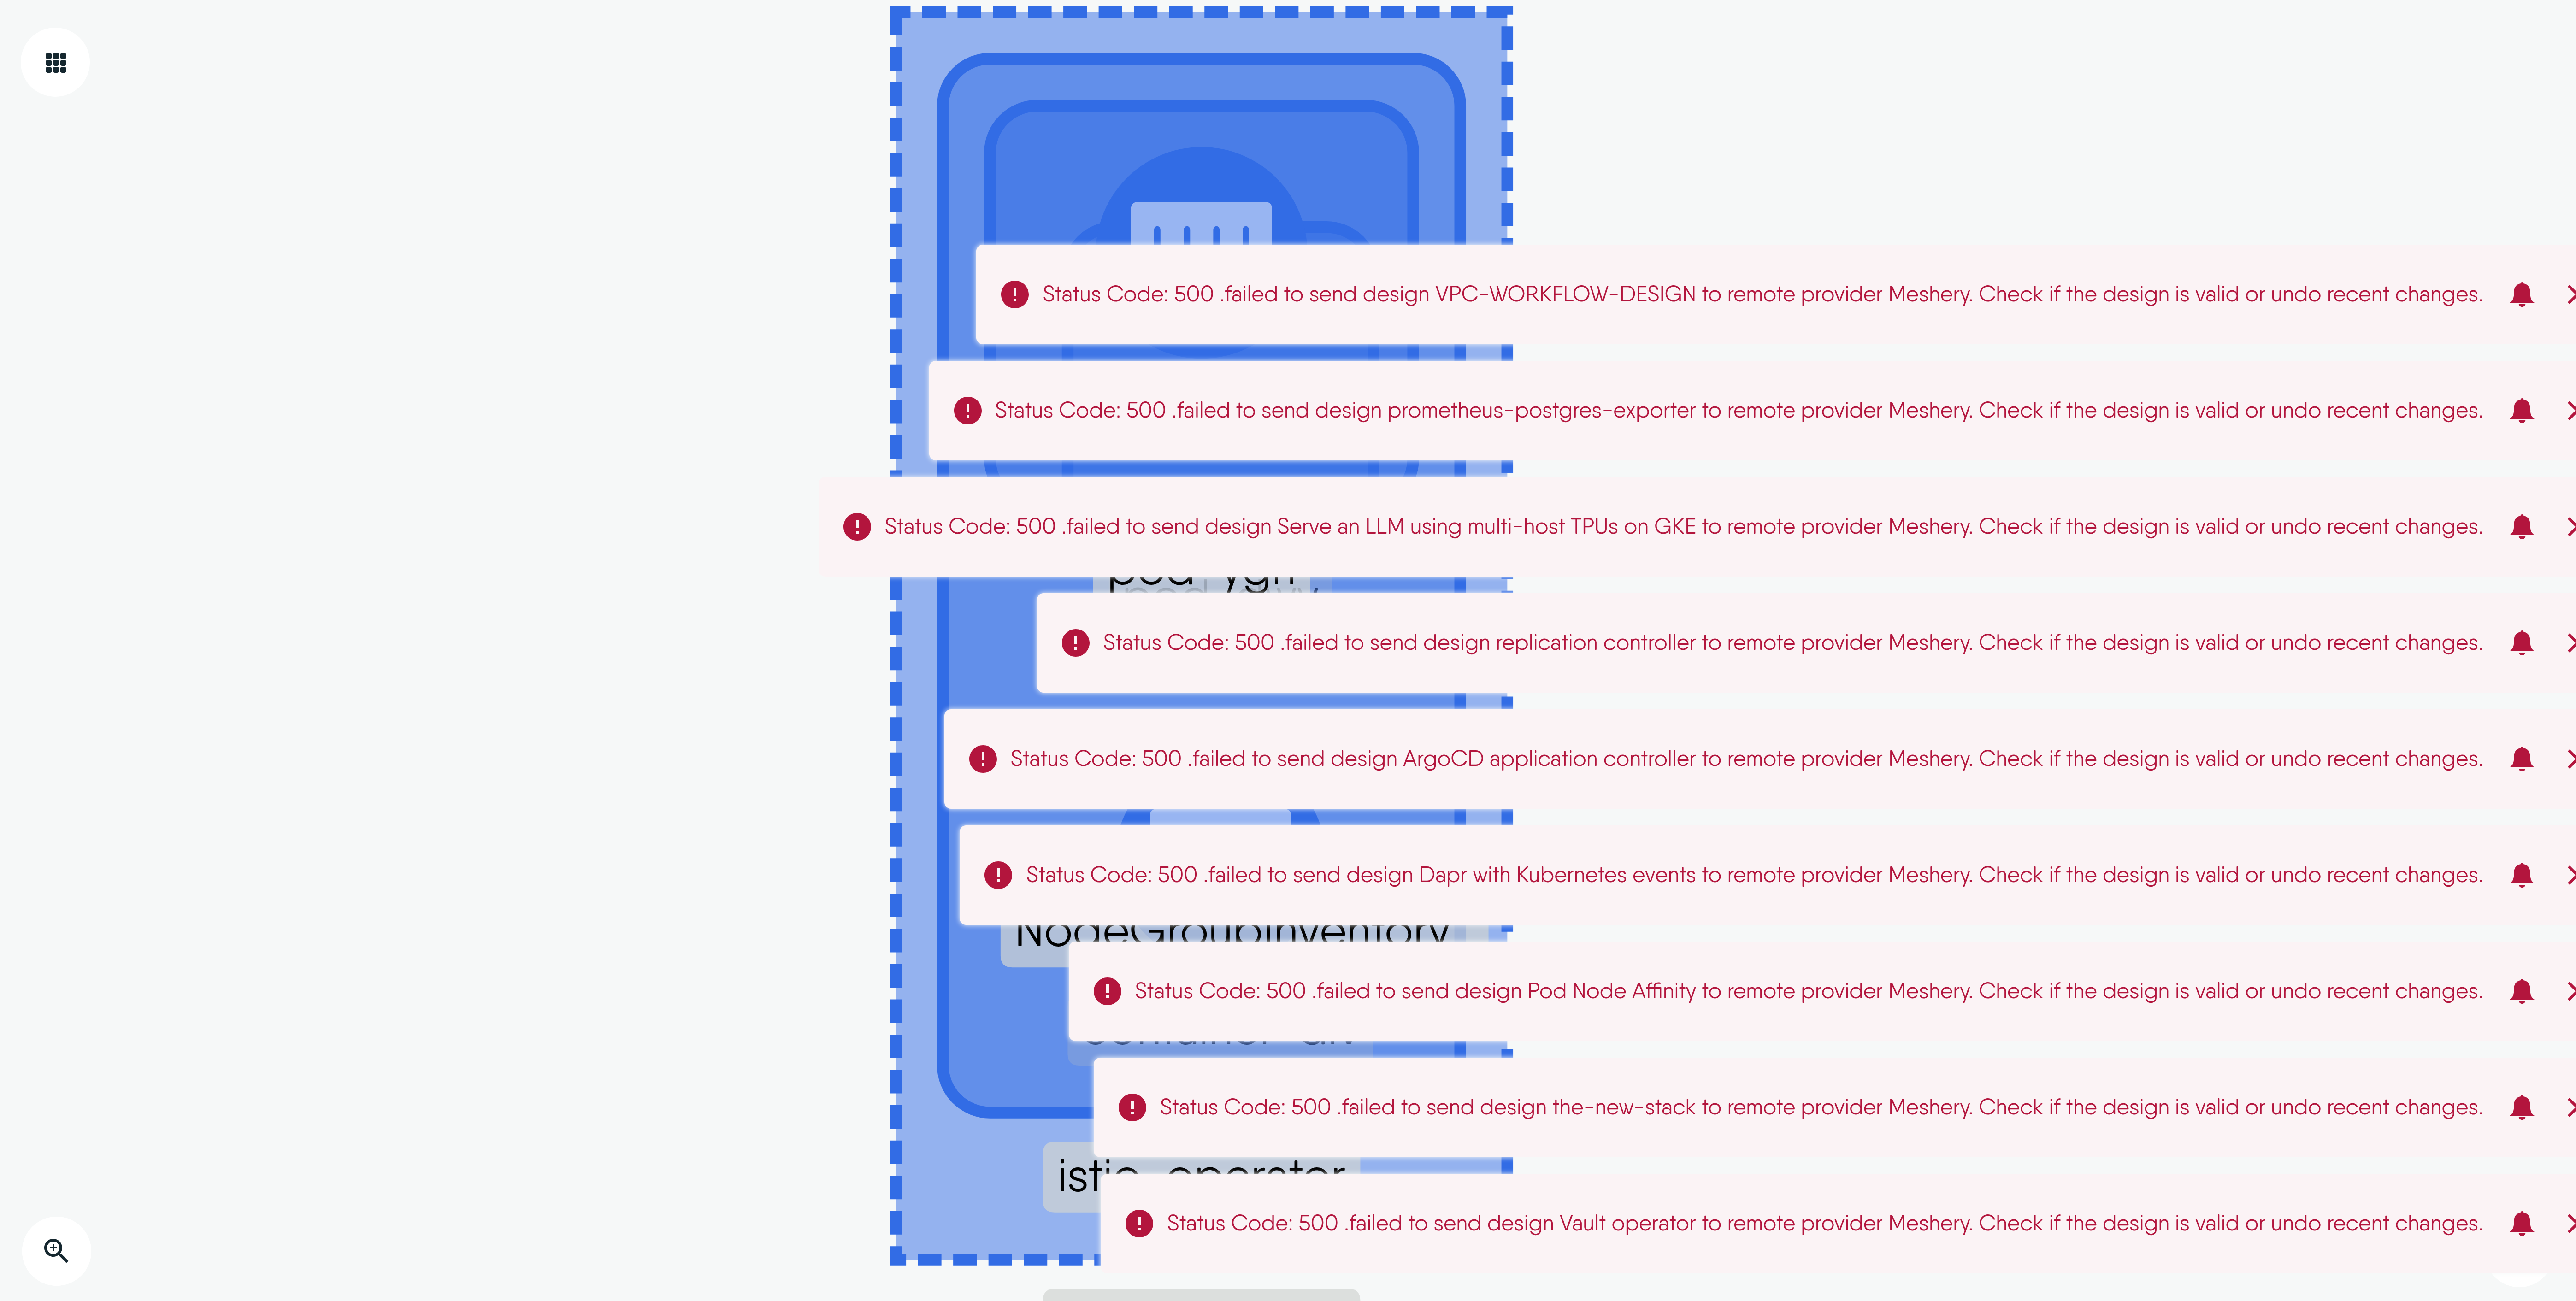 Status Code: 500 .failed to send design VPC-WORKFLOW-DESIGN to remote provider Meshery. Check if the design is valid or undo recent changes.
Status Code: 500 .failed to send design prometheus-postgres-exporter to remote provider Meshery. Check if the design is valid or undo recent changes.
Status Code: 500 .failed to send design Serve an LLM using multi-host TPUs on GKE to remote provider Meshery. Check if the design is valid or undo recent changes.
Status Code: 500 .failed to send design replication controller to remote provider Meshery. Check if the design is valid or undo recent changes.
Status Code: 500 .failed to send design ArgoCD application controller to remote provider Meshery. Check if the design is valid or undo recent changes.
Status Code: 500 .failed to send design Dapr with Kubernetes events to remote provider Meshery. Check if the design is valid or undo recent changes.
NodeGroupInventory
Status Code: 500 .failed to send design Pod Node Affinity to remote provider Meshery. Check if the design is valid or undo recent changes.
Status Code: 500 .failed to send design the-new-stack to remote provider Meshery. Check if the design is valid or undo recent changes.
Status Code: 500 .failed to send design Vault operator to remote provider Meshery. Check if the design is valid or undo recent changes.